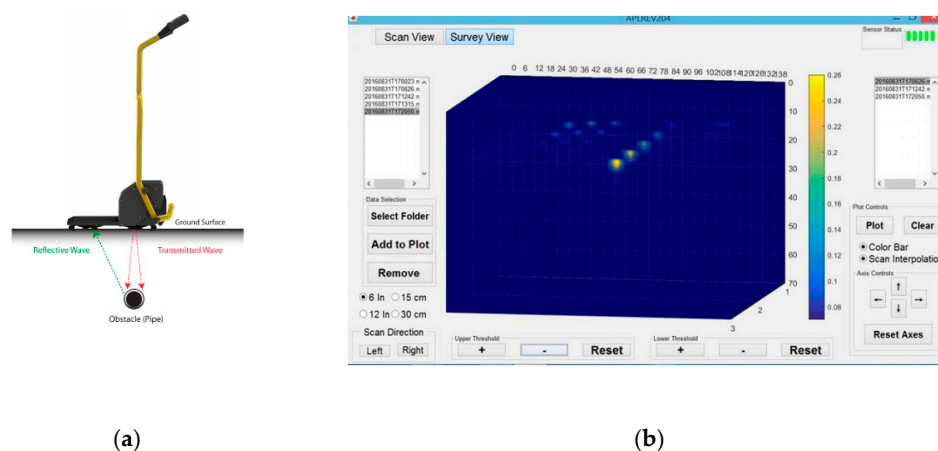 APLREV204
Scan View
Survey View
Sensor Status
0 6 12 18 24 30 36 42 48 54 60 66 72 78 84 90 96 102108114120126132138
20160831T170023.n
20160831T170626.n
20160831T171242.n
20160831T171315.n
20160831T172050.n
Data Selection
Select Folder
Add to Plot
Remove
6 In
15 cm
12 In
30 cm
Scan Direction
Left
Right
0
10
20
30
40
50
60
70
1
2
3
0.26
0.24
0.22
0.2
0.18
0.16
0.14
0.12
0.1
0.08
20160831T170626.n
20160831T171242.n
20160831T172050.n
Plot Controls
Plot
Clear
Color Bar
Scan Interpolatio
Axis Controls
Reset Axes
Upper Threshold
+
-
Reset
Lower Threshold
+
-
Reset
Ground Surface
Reflective Wave
Transmitted Wave
Obstacle (Pipe)
(a)
(b)